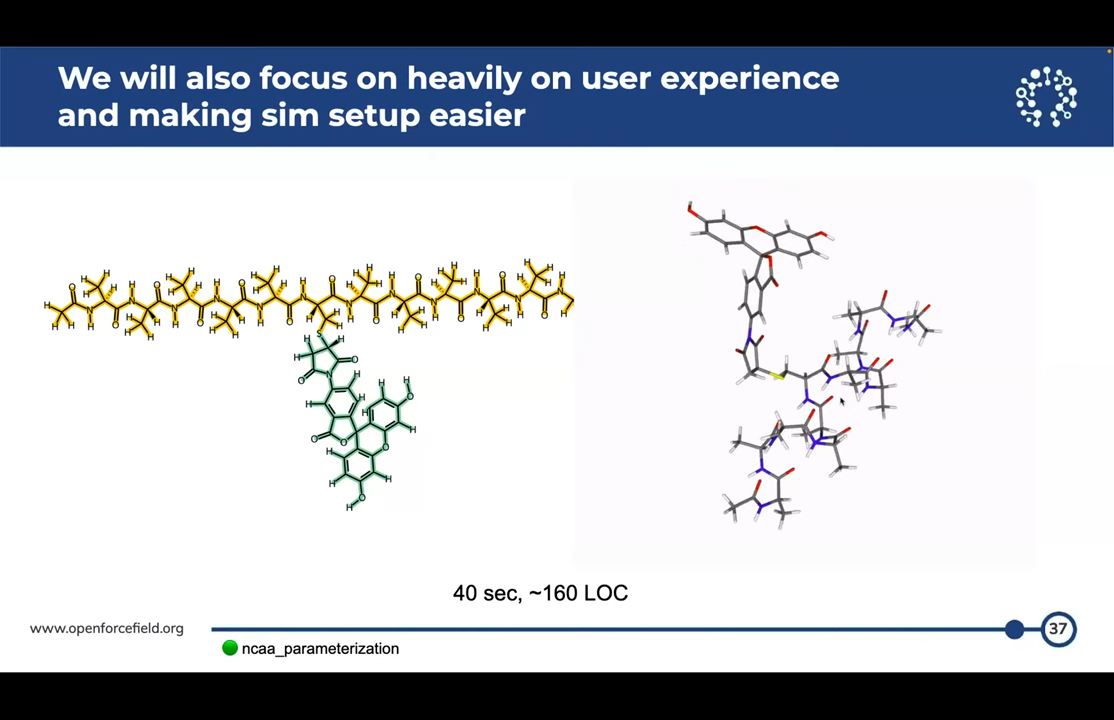 We will also focus on heavily on user experience
and making sim setup easier
40 sec, ~160 LOC
www.openforcefield.org
37
ncaa_parameterization